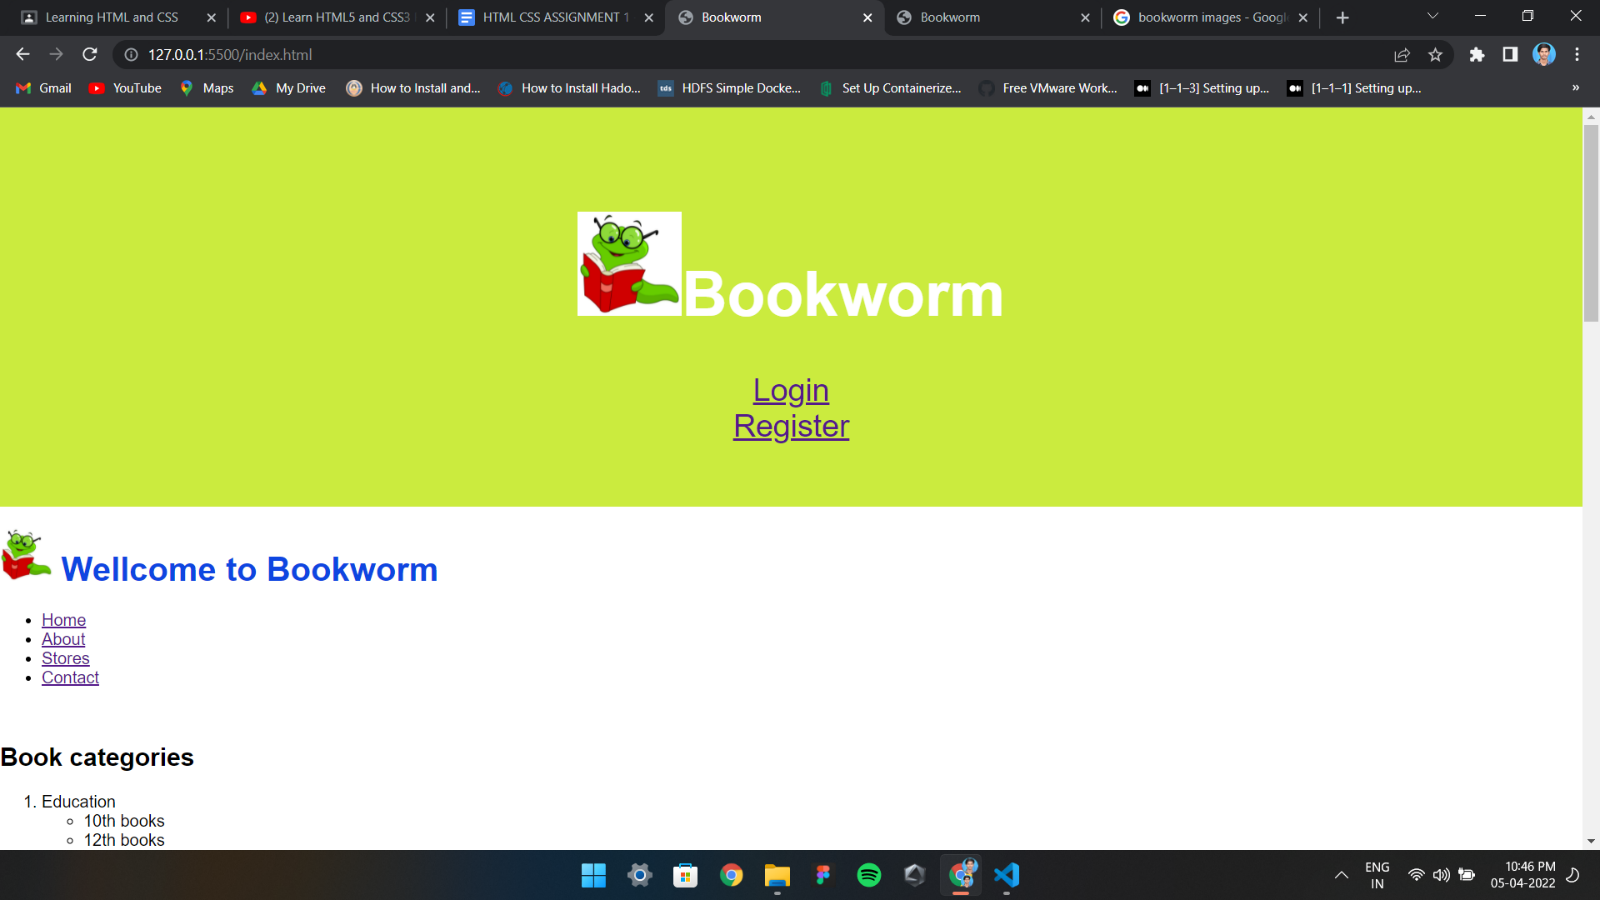 Learning HTML and CSS
(2) Learn HTML5 and CSS3
HTML CSS ASSIGNMENT 1
Bookworm
Bookworm
bookworm images - Googl
127.0.0.1:5500/index.html
Gmail
YouTube
Maps
My Drive
How to Install and...
How to Install Hado...
HDFS Simple Docke...
Set Up Containerize...
Free VMware Work...
[1–1–3] Setting up...
[1–1–1] Setting up...
»
Bookworm
Login
Register
Wellcome to Bookworm
• Home
• About
• Stores
• Contact
Book categories
1. Education
○ 10th books
○ 12th books
ENG
IN
10:46 PM
05-04-2022